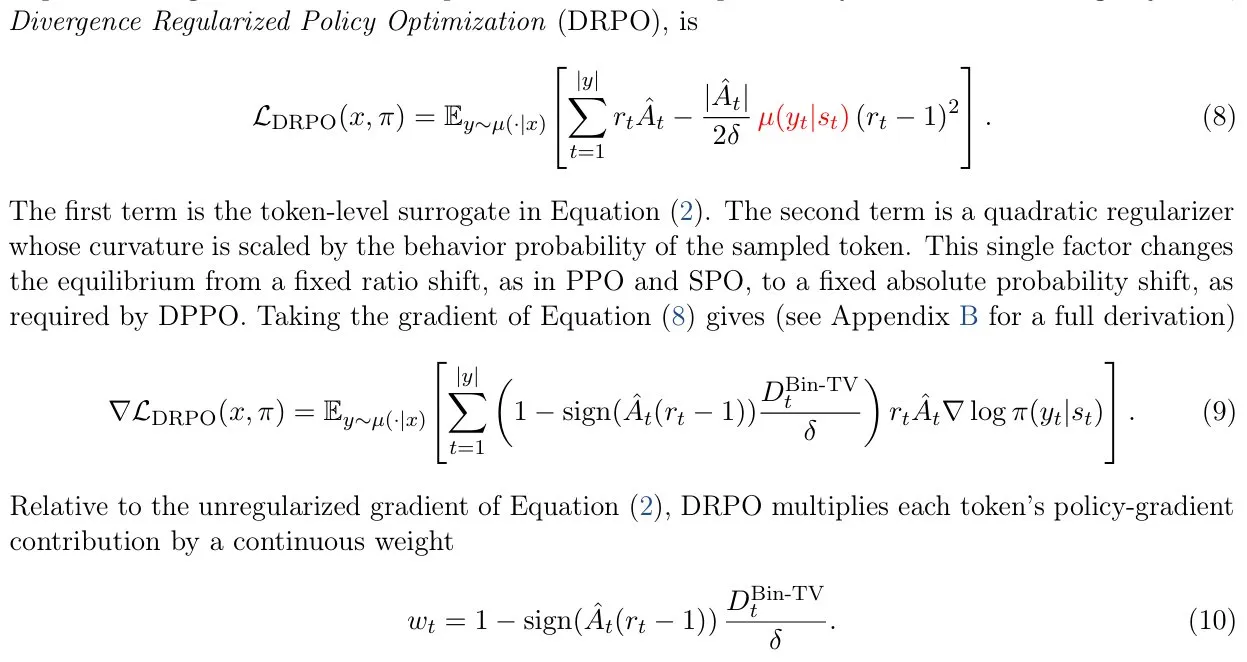 Divergence Regularized Policy Optimization (DRPO), is
$$\mathcal{L}_{\mathrm{DRPO}}(x, \pi) = \mathbb{E}_{y \sim \mu(\cdot|x)} \left[ \sum_{t=1}^{|y|} r_t \hat{A}_t - \frac{|\hat{A}_t|}{2\delta} \mu(y_t|s_t) (r_t - 1)^2 \right]. \quad (8)$$
The first term is the token-level surrogate in Equation (2). The second term is a quadratic regularizer
whose curvature is scaled by the behavior probability of the sampled token. This single factor changes
the equilibrium from a fixed ratio shift, as in PPO and SPO, to a fixed absolute probability shift, as
required by DPPO. Taking the gradient of Equation (8) gives (see Appendix B for a full derivation)
$$\nabla \mathcal{L}_{\mathrm{DRPO}}(x, \pi) = \mathbb{E}_{y \sim \mu(\cdot|x)} \left[ \sum_{t=1}^{|y|} \left( 1 - \mathrm{sign}(\hat{A}_t(r_t - 1)) \frac{D_t^{\mathrm{Bin\text{-}TV}}}{\delta} \right) r_t \hat{A}_t \nabla \log \pi(y_t|s_t) \right]. \quad (9)$$
Relative to the unregularized gradient of Equation (2), DRPO multiplies each token's policy-gradient
contribution by a continuous weight
$$w_t = 1 - \mathrm{sign}(\hat{A}_t(r_t - 1)) \frac{D_t^{\mathrm{Bin\text{-}TV}}}{\delta}. \quad (10)$$